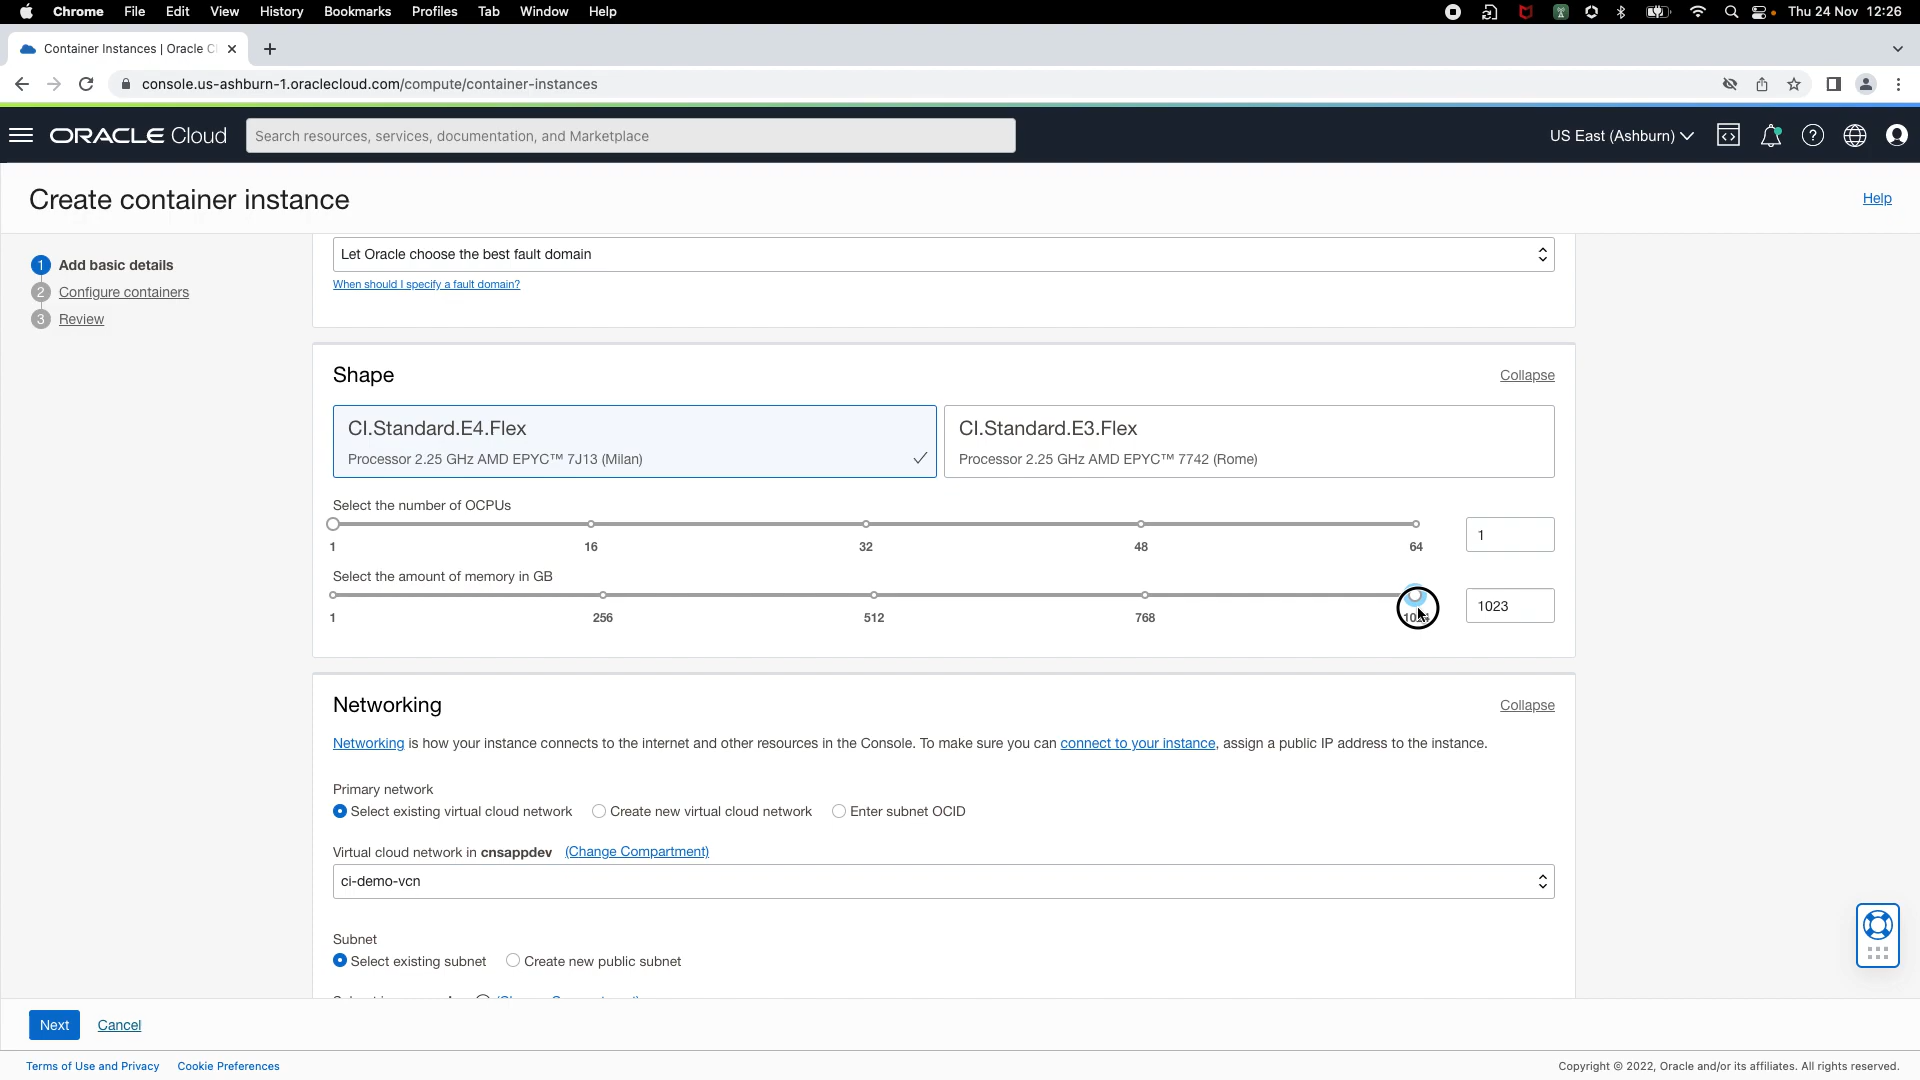 Chrome File Edit View History Bookmarks Profiles Tab Window Help Thu 24 Nov 12:26
Container Instances | Oracle
console.us-ashburn-1.oraclecloud.com/compute/container-instances
ORACLE Cloud Search resources, services, documentation, and Marketplace US East (Ashburn)
Create container instance Help
1 Add basic details
2 Configure containers
3 Review
Let Oracle choose the best fault domain
When should I specify a fault domain?
Shape Collapse
CI.Standard.E4.Flex
Processor 2.25 GHz AMD EPYC™ 7J13 (Milan)
CI.Standard.E3.Flex
Processor 2.25 GHz AMD EPYC™ 7742 (Rome)
Select the number of OCPUs
1 16 32 48 64
1
Select the amount of memory in GB
1 256 512 768
1023
Networking Collapse
Networking is how your instance connects to the internet and other resources in the Console. To make sure you can connect to your instance, assign a public IP address to the instance.
Primary network
Select existing virtual cloud network Create new virtual cloud network Enter subnet OCID
Virtual cloud network in cnsappdev (Change Compartment)
ci-demo-vcn
Subnet
Select existing subnet Create new public subnet
Next Cancel
Terms of Use and Privacy Cookie Preferences Copyright © 2022, Oracle and/or its affiliates. All rights reserved.